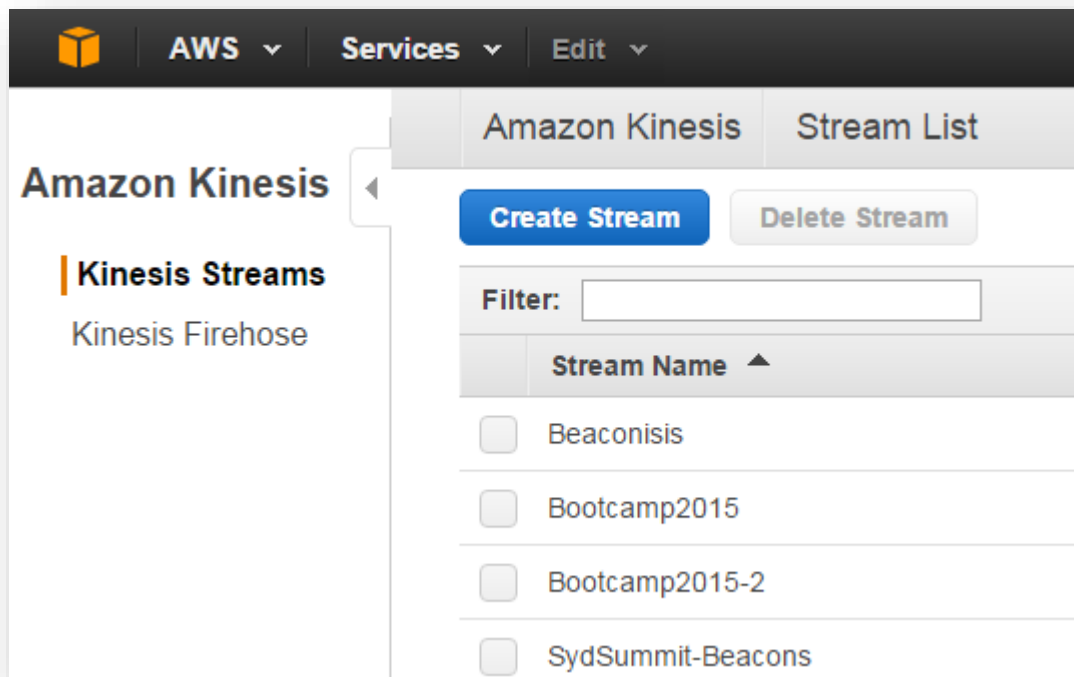 AWS Services Edit
Amazon Kinesis Stream List
Amazon Kinesis
Kinesis Streams
Kinesis Firehose
Create Stream Delete Stream
Filter:
Stream Name
Beaconisis
Bootcamp2015
Bootcamp2015-2
SydSummit-Beacons